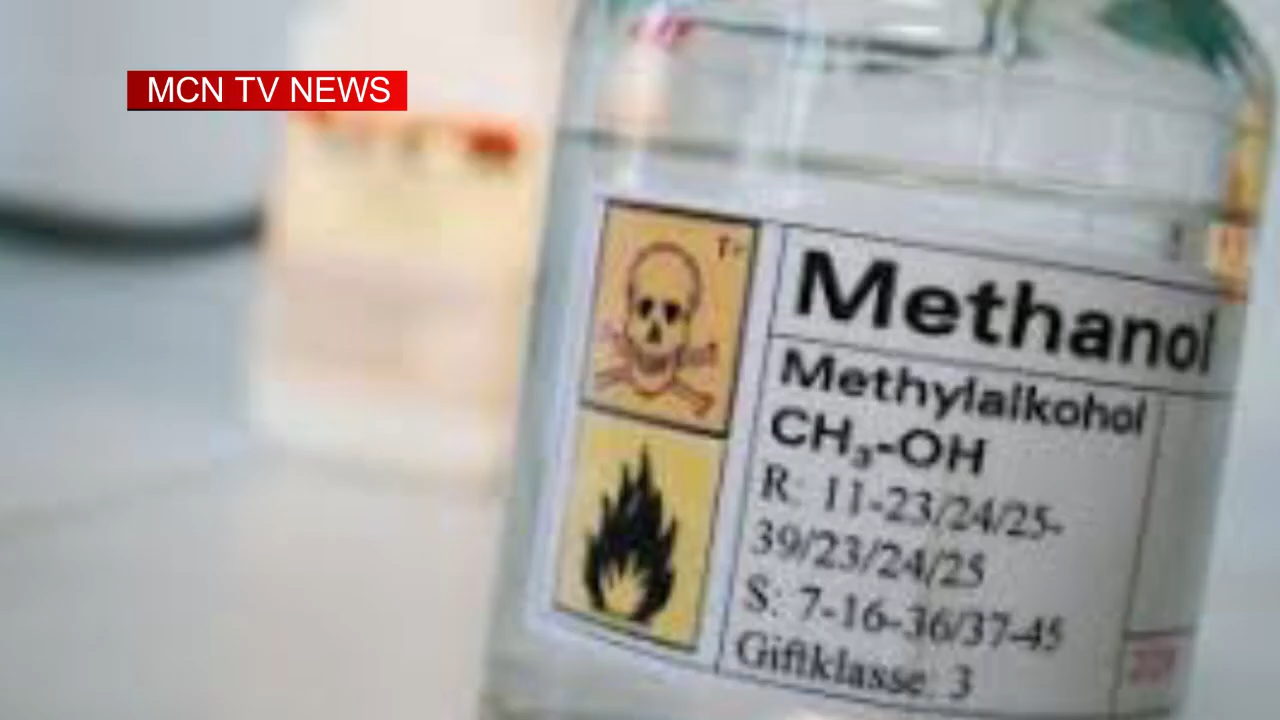 MCN TV NEWS
Methanol
Methylalkohol
CH₃-OH
R: 11-23/24/25-
39/23/24/25
S: 7-16-36/37-45
Giftklasse: 3